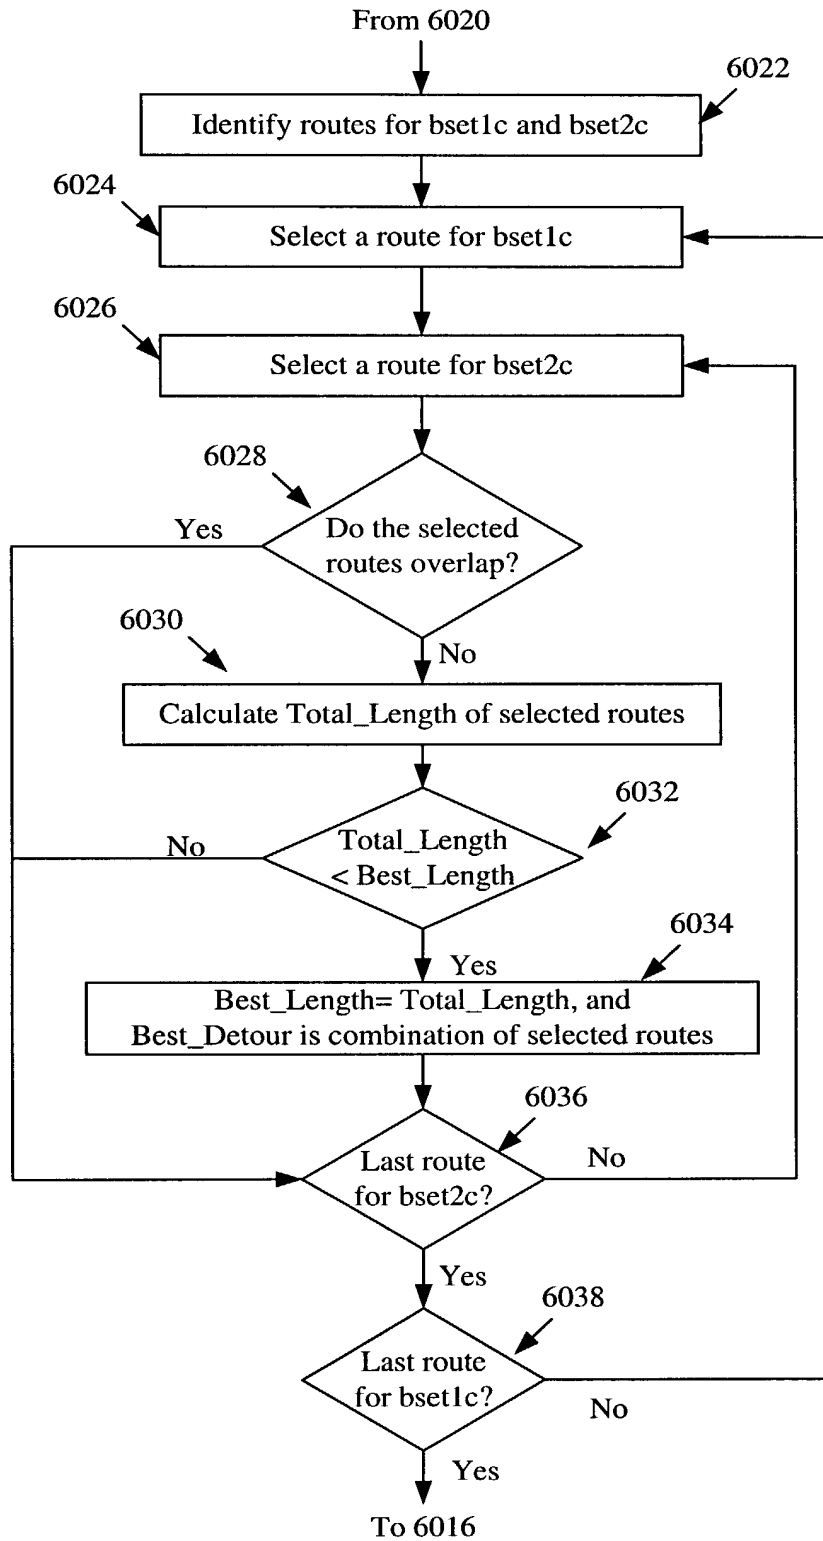 From 6020
6022
Identify routes for bset1c and bset2c
6024
Select a route for bset1c
6026
Select a route for bset2c
6028
Yes
Do the selected
routes overlap?
6030
No
Calculate Total_Length of selected routes
6032
No
Total_Length
< Best_Length
6034
Yes
Best_Length= Total_Length, and
Best_Detour is combination of selected routes
6036
Last route
for bset2c?
No
Yes
6038
Last route
for bset1c?
No
Yes
To 6016